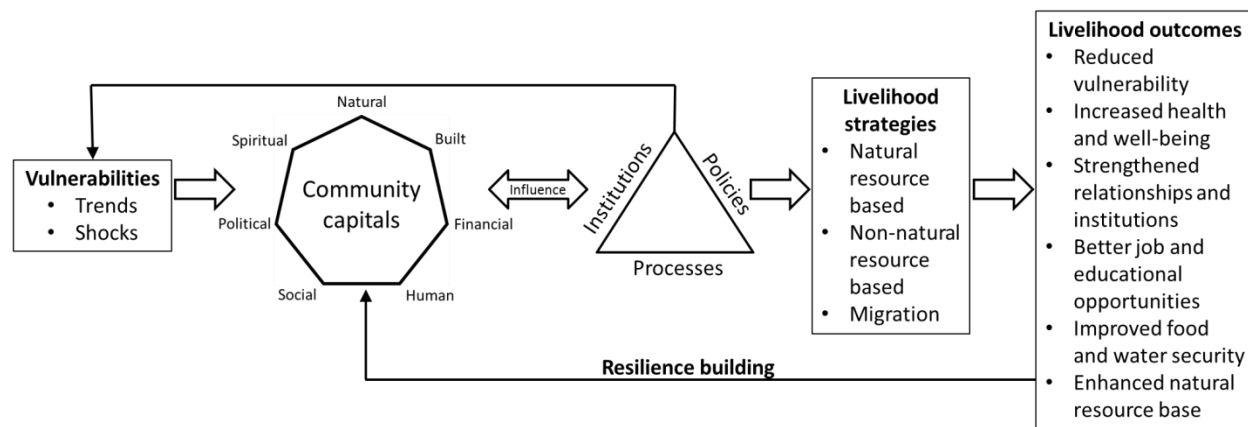 Vulnerabilities
• Trends
• Shocks
Natural
Spiritual
Built
Community
capitals
Political
Financial
Social
Human
Influence
Institutions
Policies
Processes
Livelihood
strategies
• Natural
resource
based
• Non-natural
resource
based
• Migration
Livelihood outcomes
• Reduced
vulnerability
• Increased health
and well-being
• Strengthened
relationships and
institutions
• Better job and
educational
opportunities
• Improved food
and water security
• Enhanced natural
resource base
Resilience building